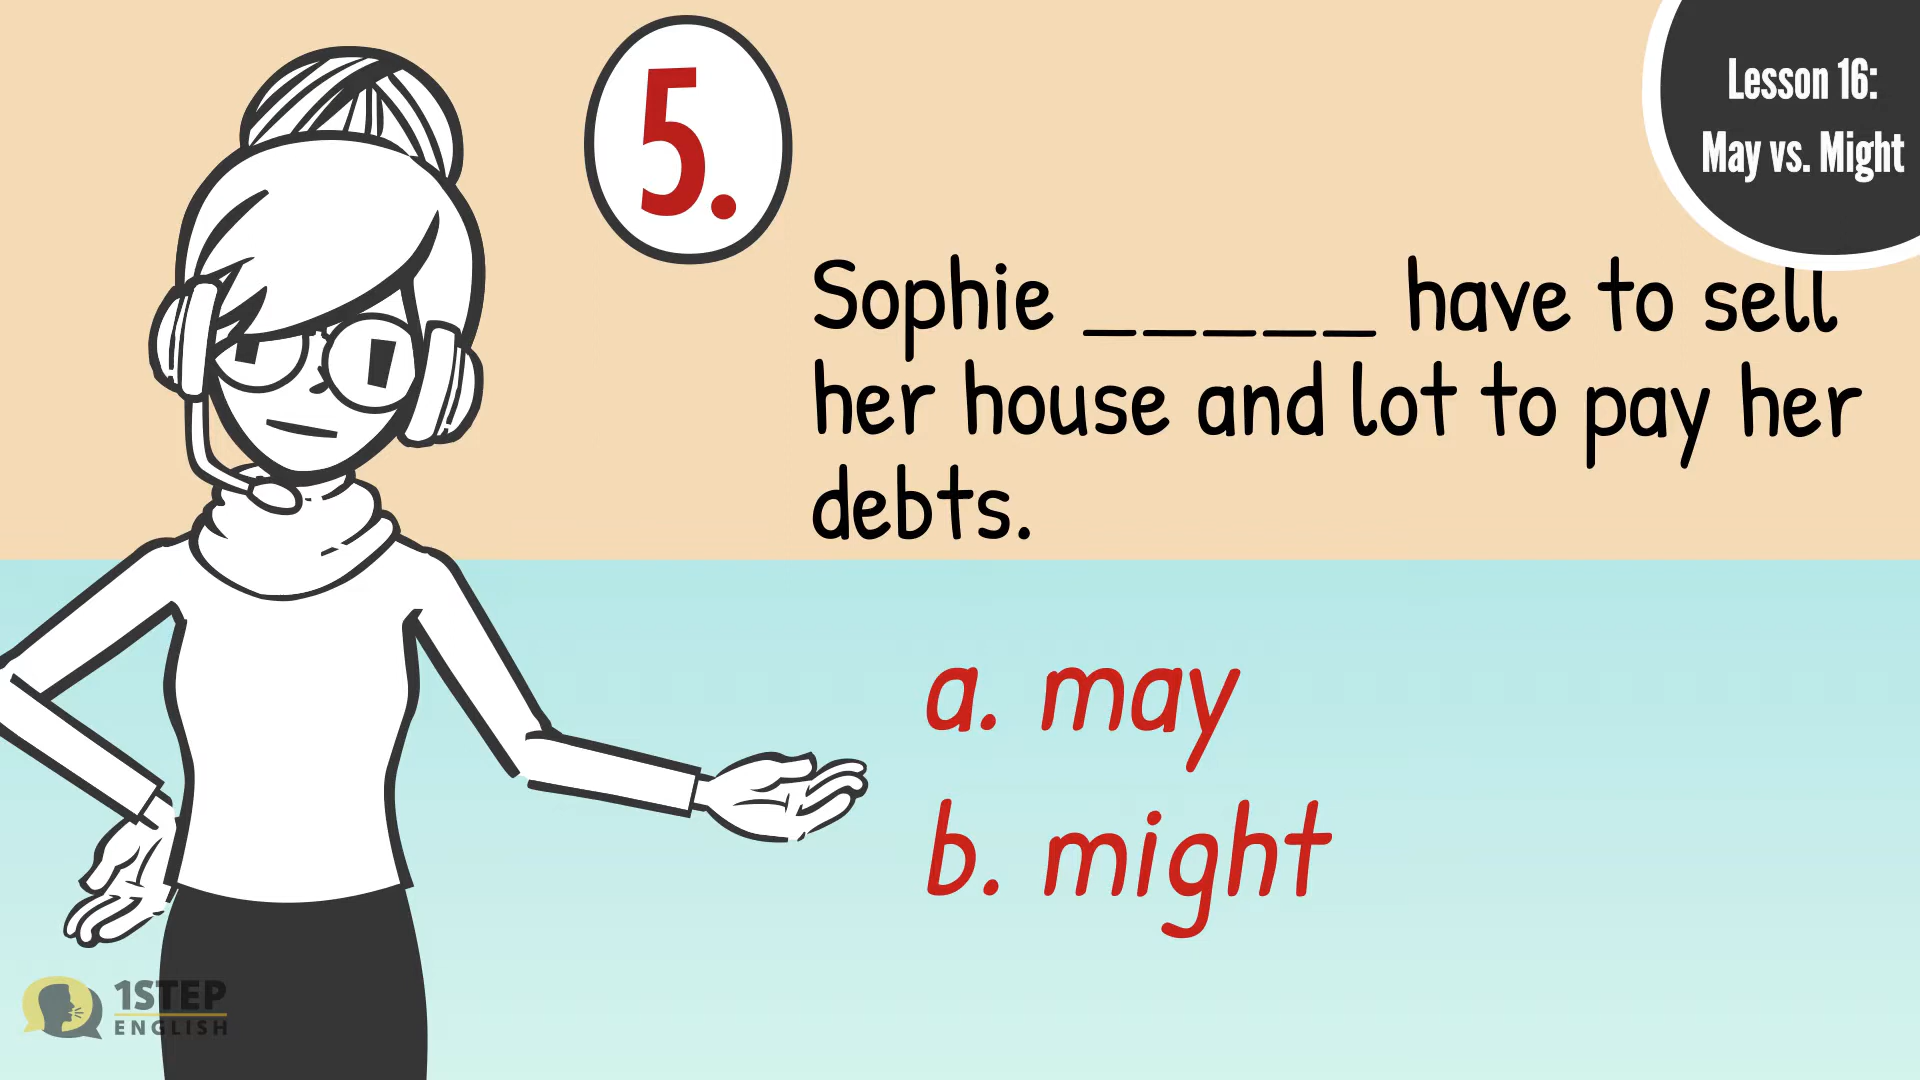 5.
Lesson 16:
May vs. Might
Sophie _____ have to sell
her house and lot to pay her
debts.
a. may
b. might
1STEP
ENGLISH